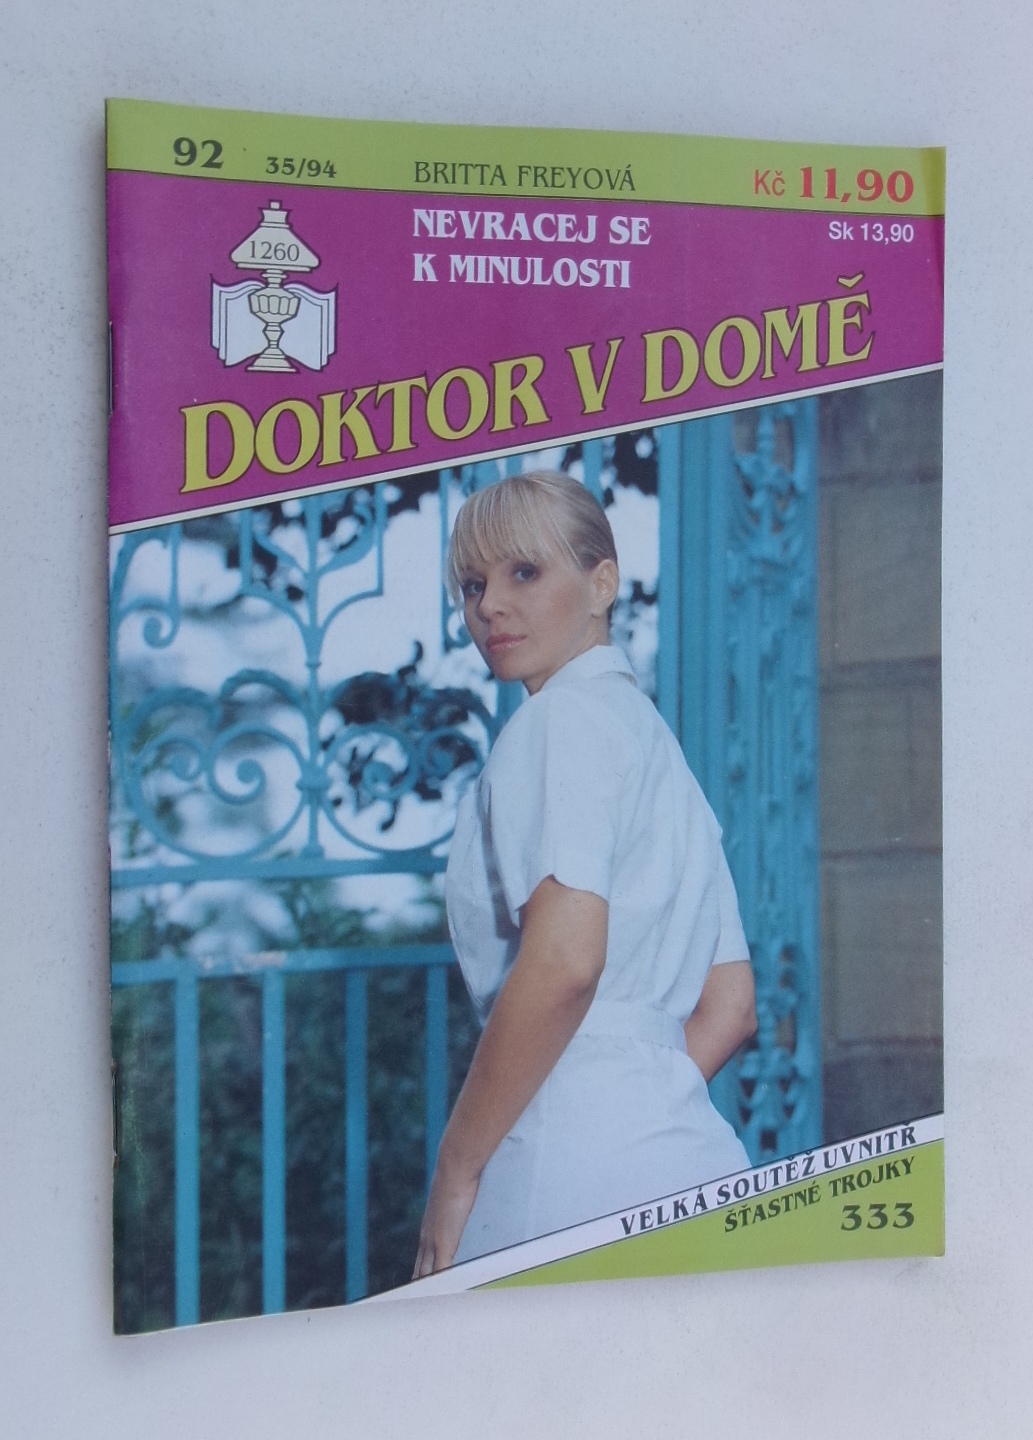 92 35/94 BRITTA FREYOVÁ Kč 11,90
NEVRACEJ SE
K MINULOSTI
Sk 13,90
1260
DOKTOR V DOMĚ
VELKÁ SOUTĚŽ UVNITŘ
ŠŤASTNÉ TROJKY
333